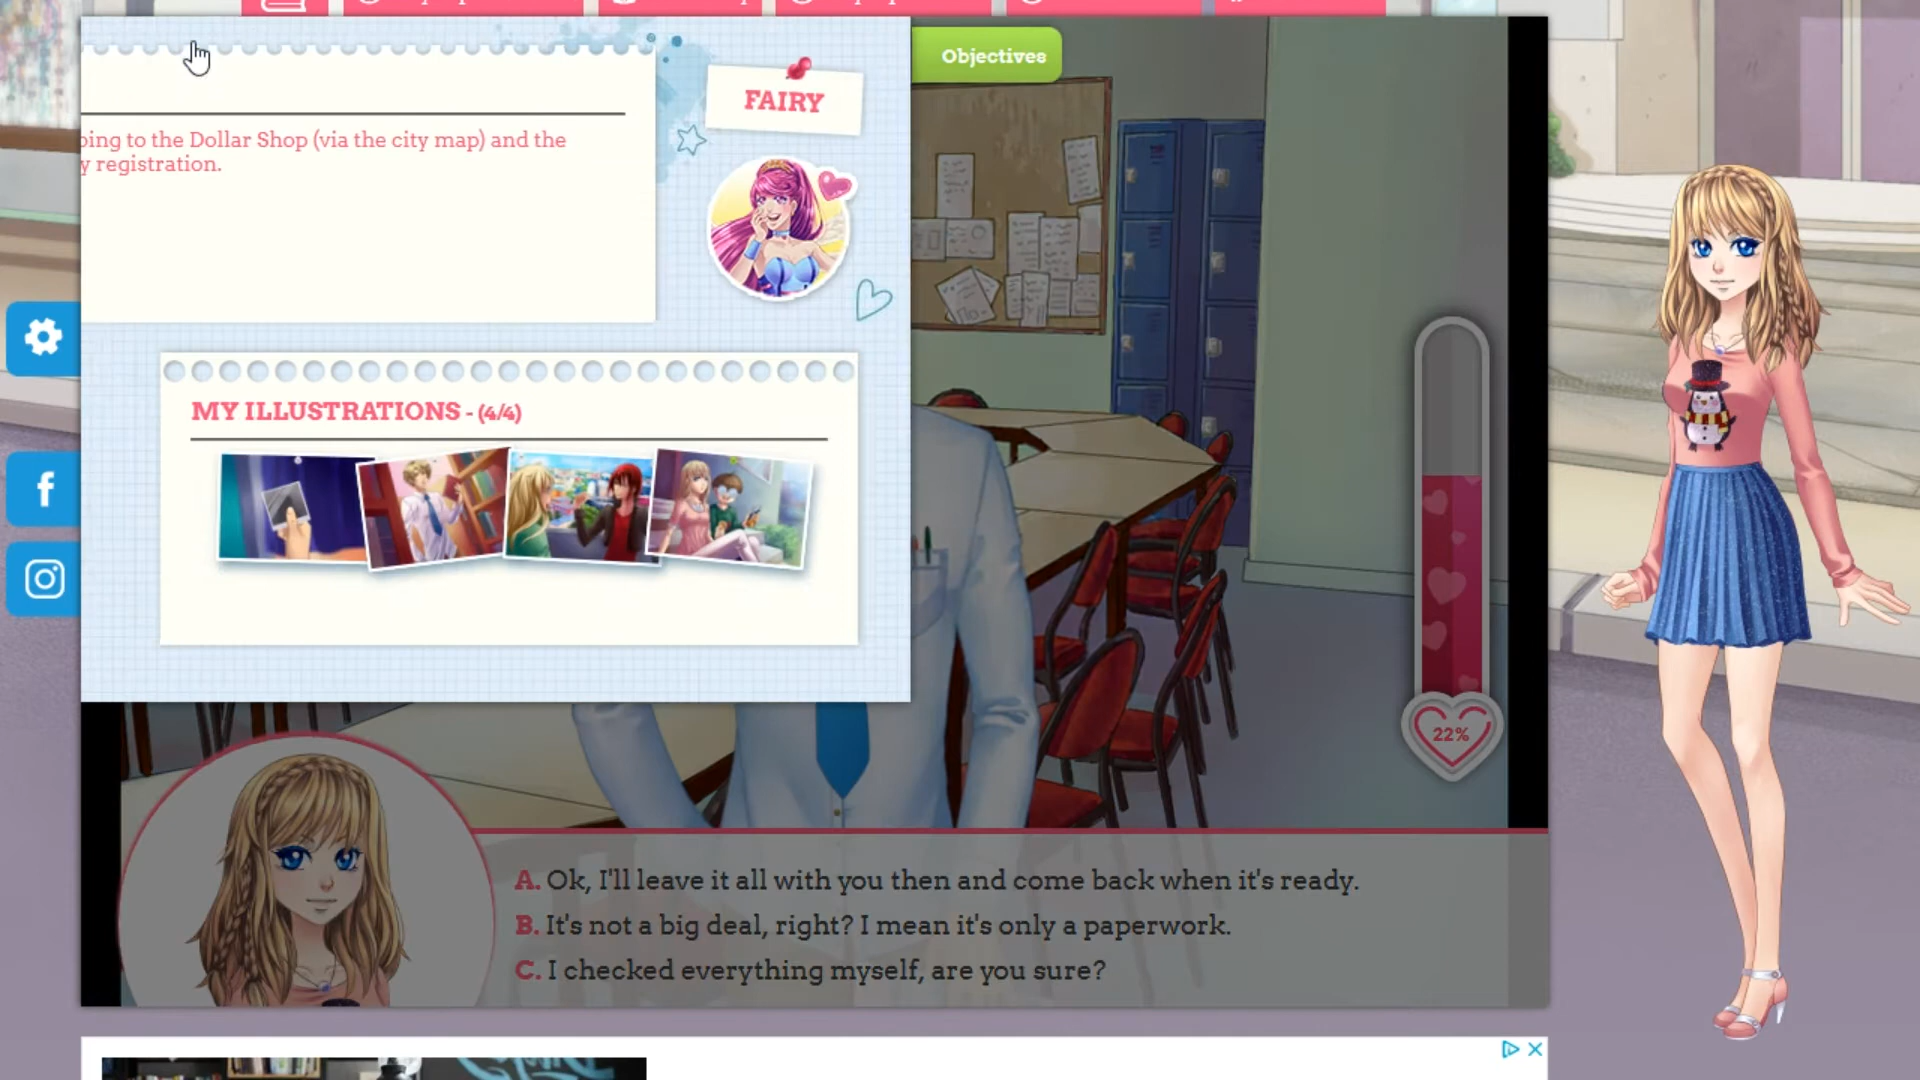 Objectives
FAIRY
oing to the Dollar Shop (via the city map) and the
y registration.
MY ILLUSTRATIONS - (4/4)
22%
A. Ok, I'll leave it all with you then and come back when it's ready.
B. It's not a big deal, right? I mean it's only a paperwork.
C. I checked everything myself, are you sure?